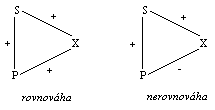 S + S +
+ X + X
P + P -
rovnováha nerovnováha